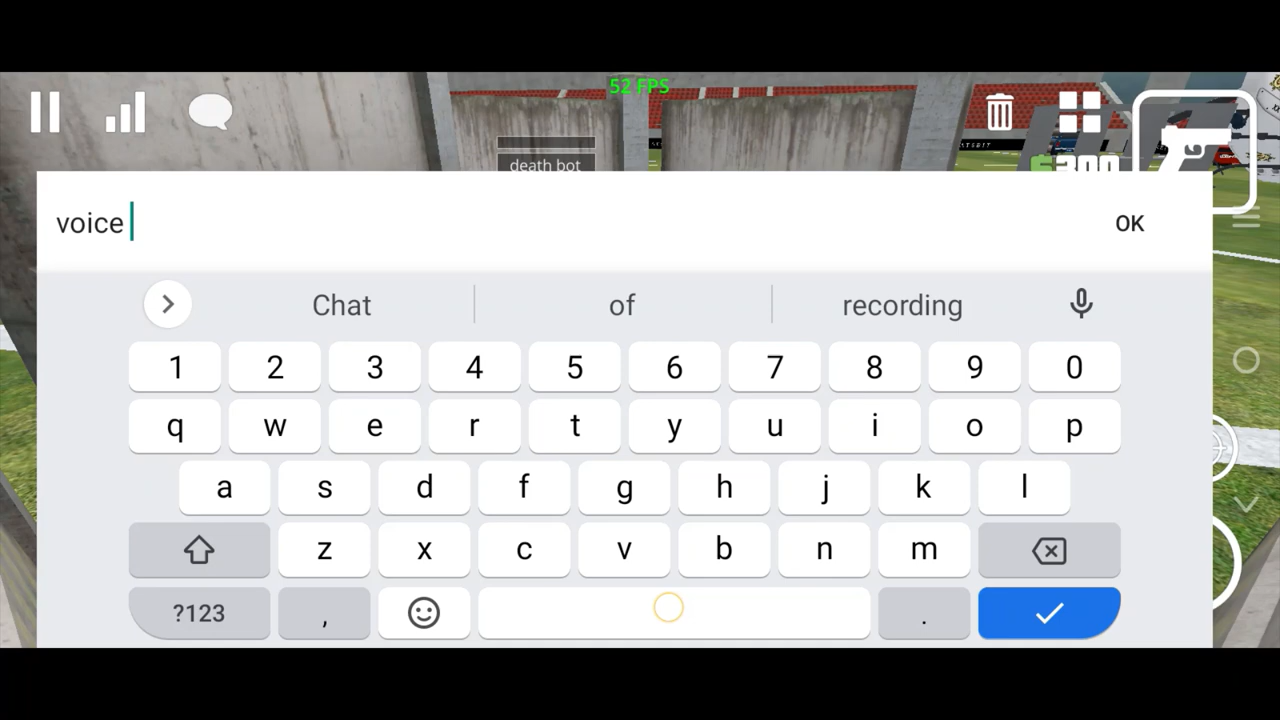 52 FPS
death bot
$300
voice
OK
Chat of recording
1 2 3 4 5 6 7 8 9 0
q w e r t y u i o p
a s d f g h j k l
z x c v b n m
?123 , .